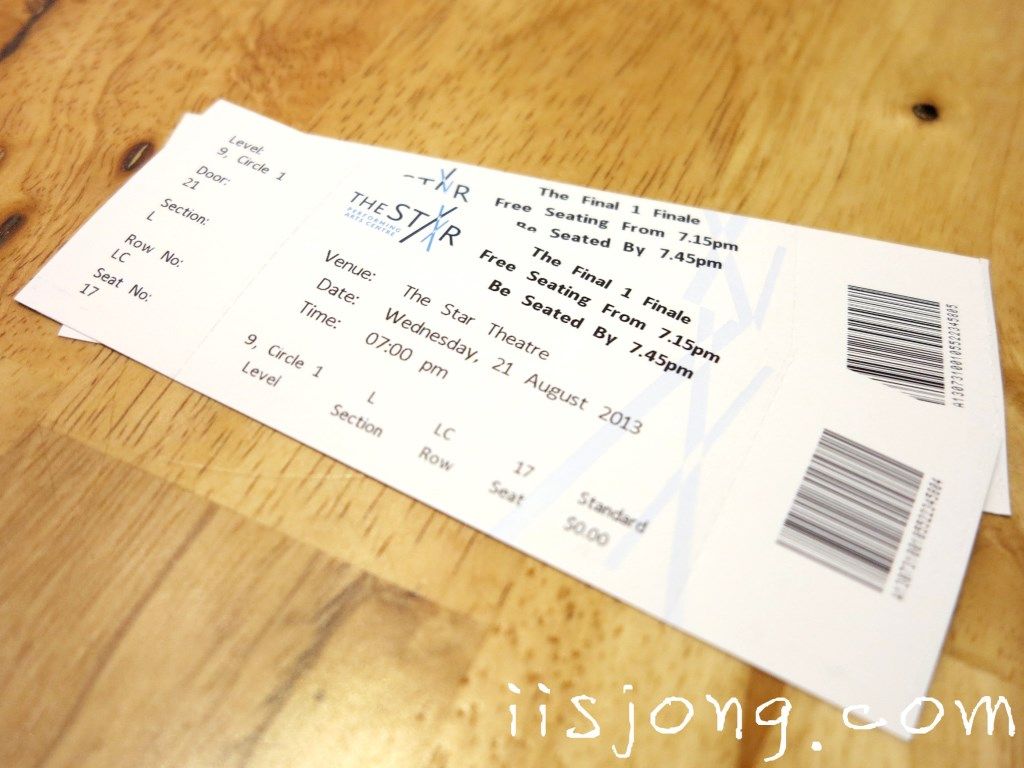 Level:
9, Circle 1
Door:
21
Section:
L
Row No:
LC
Seat No:
17
STAR
The Final 1 Finale
Free Seating From 7.15pm
Be Seated By 7.45pm
THE STAR
PERFORMING
ARTS CENTRE
The Final 1 Finale
Free Seating From 7.15pm
Be Seated By 7.45pm
Venue: The Star Theatre
Date: Wednesday, 21 August 2013
Time: 07:00 pm
9, Circle 1 L LC 17 Standard
Level Section Row Seat $0.00
iisjong.com